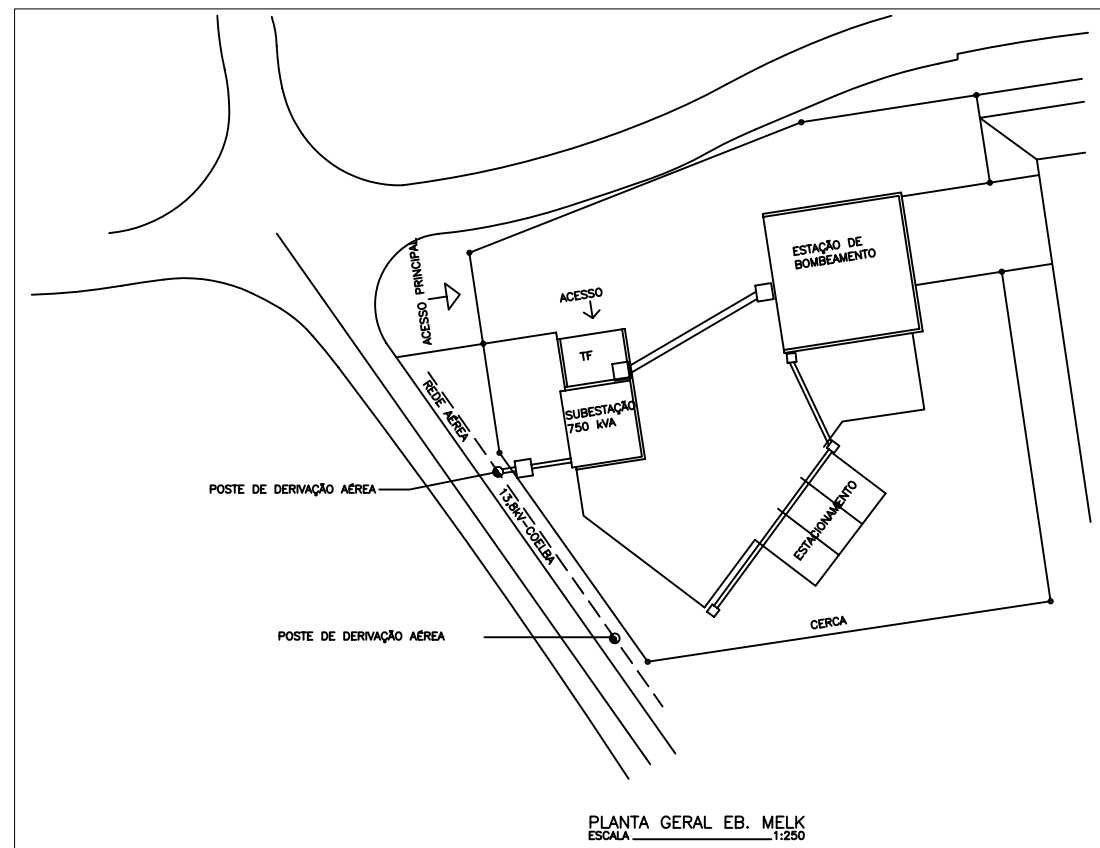 ESTAÇÃO DE
BOMBEAMENTO
ACESSO PRINCIPAL
ACESSO
TF
REDE AÉREA
SUBESTAÇÃO
750 kVA
POSTE DE DERIVAÇÃO AÉREA
13,8kV-COELBA
ESTACIONAMENTO
CERCA
POSTE DE DERIVAÇÃO AÉREA
PLANTA GERAL EB. MELK
ESCALA 1:250